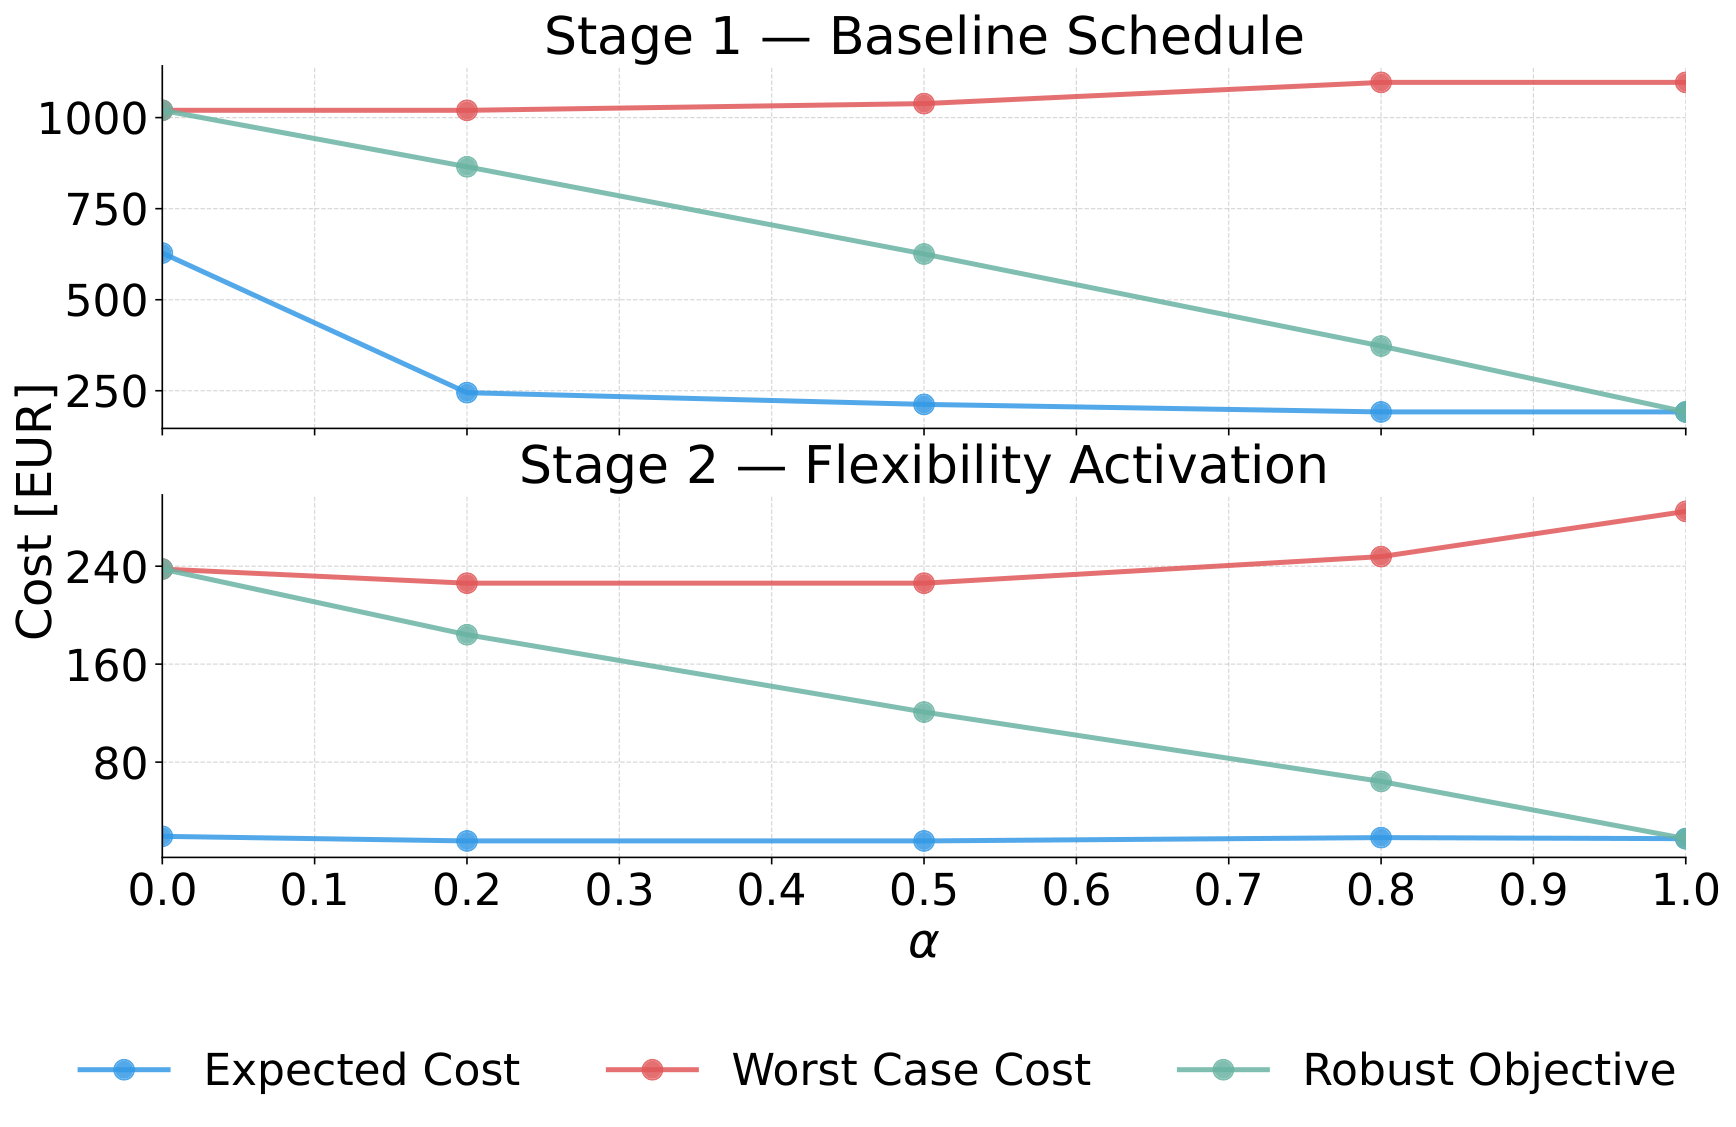 Stage 1 — Baseline Schedule
1000
750
500
250
Cost [EUR]
Stage 2 — Flexibility Activation
240
160
80
0.0 0.1 0.2 0.3 0.4 0.5 0.6 0.7 0.8 0.9 1.0
α
Expected Cost Worst Case Cost Robust Objective